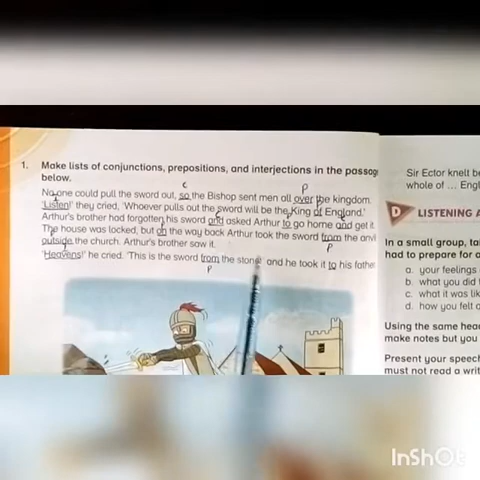 1. Make lists of conjunctions, prepositions, and interjections in the passag
below.
c
p
No one could pull the sword out, so the Bishop sent men all over the kingdom.
'Listen!' they cried, 'Whoever pulls out the sword will be the King of England.'
Arthur's brother had forgotten his sword and asked Arthur to go home and get it.
The house was locked, but on the way back Arthur took the sword from the anvi
outside the church. Arthur's brother saw it.
'Heavens!' he cried. 'This is the sword from the stone' and he took it to his fathe
p
p
Sir Ector knelt be
whole of ... Engl
D LISTENING A
In a small group, ta
had to prepare for a
a. your feelings
b. what you did
c. what it was lik
d. how you felt
Using the same hea
make notes but you
Present your speec
must not read a writ
InShOt